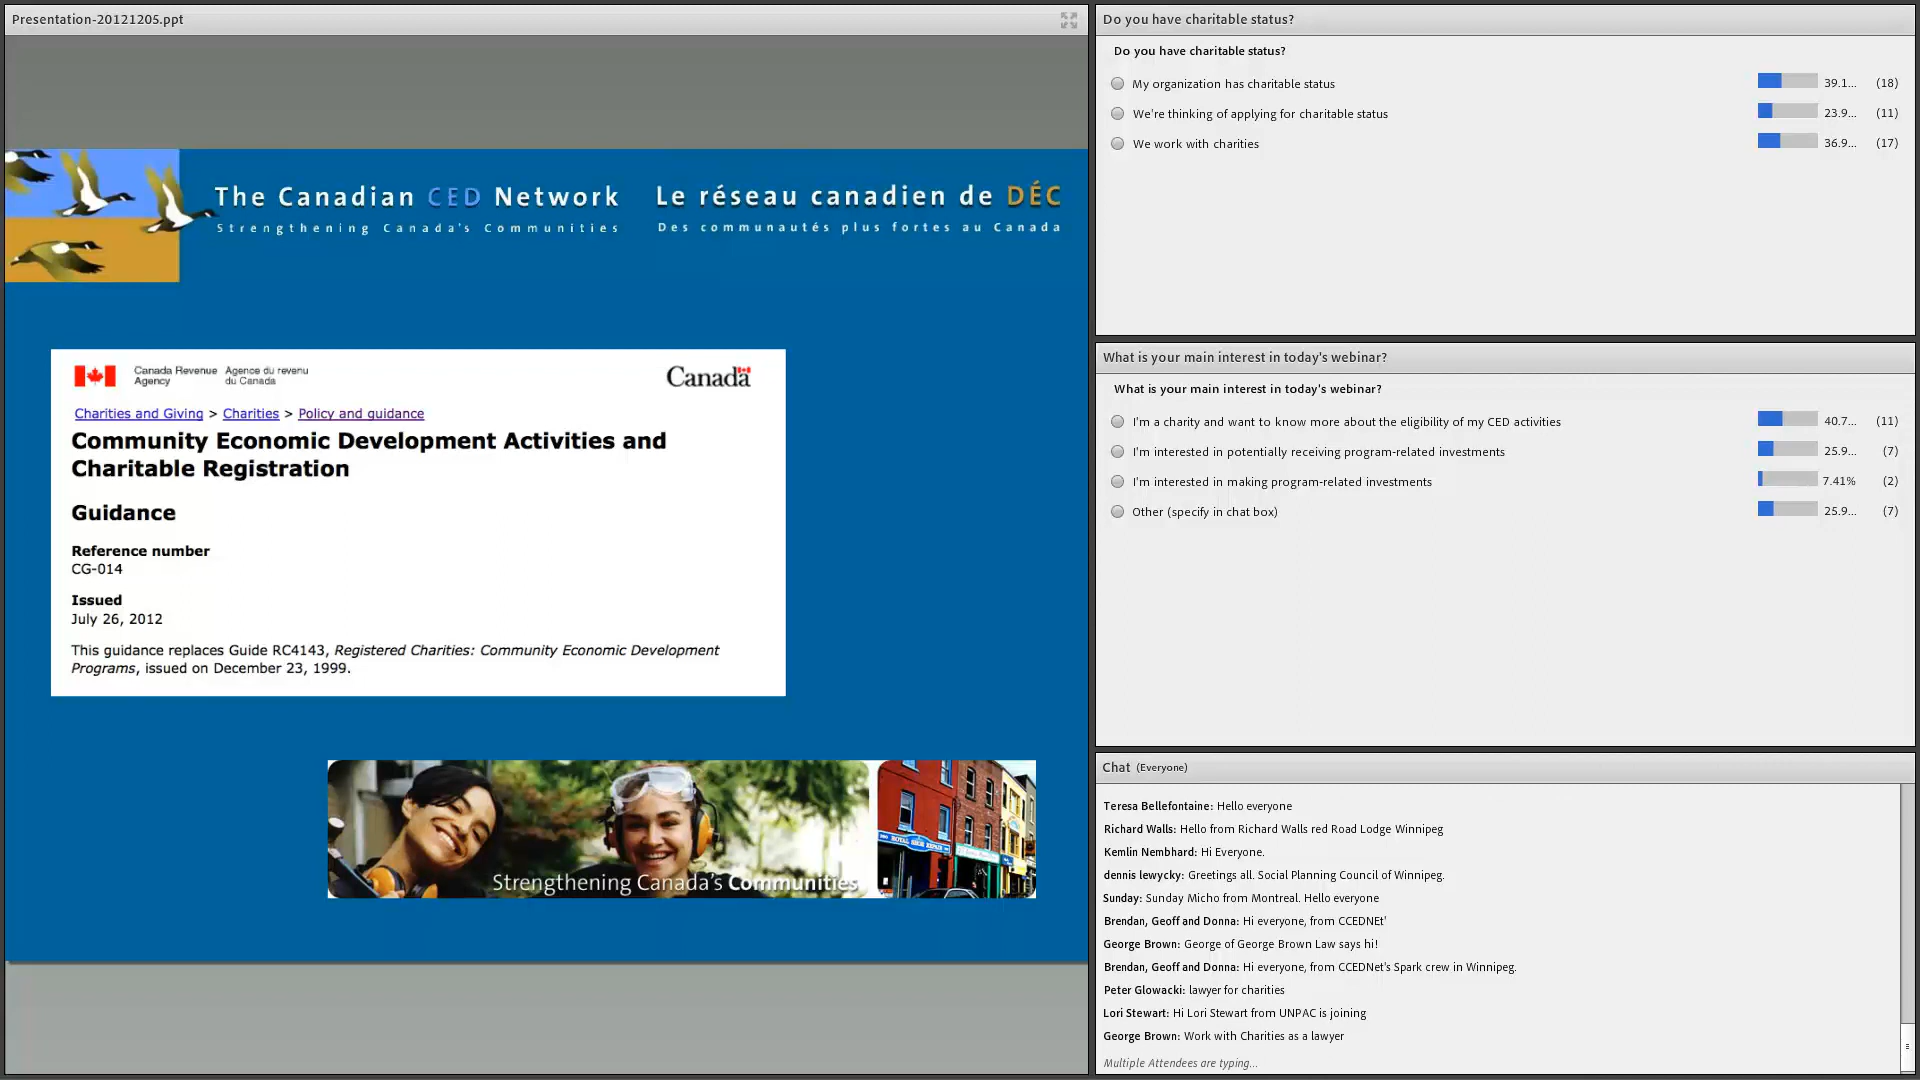 Presentation-20121205.ppt
The Canadian CED Network
Strengthening Canada's Communities
Le réseau canadien de DÉC
Des communautés plus fortes au Canada
Canada Revenue Agency
Agence du revenu du Canada
Canada
Charities and Giving > Charities > Policy and guidance
Community Economic Development Activities and
Charitable Registration
Guidance
Reference number
CG-014
Issued
July 26, 2012
This guidance replaces Guide RC4143, Registered Charities: Community Economic Development
Programs, issued on December 23, 1999.
ROYAL SHOE REPAIR
Strengthening Canada's Communities
Do you have charitable status?
Do you have charitable status?
My organization has charitable status 39.1... (18)
We're thinking of applying for charitable status 23.9... (11)
We work with charities 36.9... (17)
What is your main interest in today's webinar?
What is your main interest in today's webinar?
I'm a charity and want to know more about the eligibility of my CED activities 40.7... (11)
I'm interested in potentially receiving program-related investments 25.9... (7)
I'm interested in making program-related investments 7.41% (2)
Other (specify in chat box) 25.9... (7)
Chat (Everyone)
Teresa Bellefontaine: Hello everyone
Richard Walls: Hello from Richard Walls red Road Lodge Winnipeg
Kemlin Nembhard: Hi Everyone.
dennis lewycky: Greetings all. Social Planning Council of Winnipeg.
Sunday: Sunday Micho from Montreal. Hello everyone
Brendan, Geoff and Donna: Hi everyone, from CCEDNEt'
George Brown: George of George Brown Law says hi!
Brendan, Geoff and Donna: Hi everyone, from CCEDNet's Spark crew in Winnipeg.
Peter Glowacki: lawyer for charities
Lori Stewart: Hi Lori Stewart from UNPAC is joining
George Brown: Work with Charities as a lawyer
Multiple Attendees are typing...